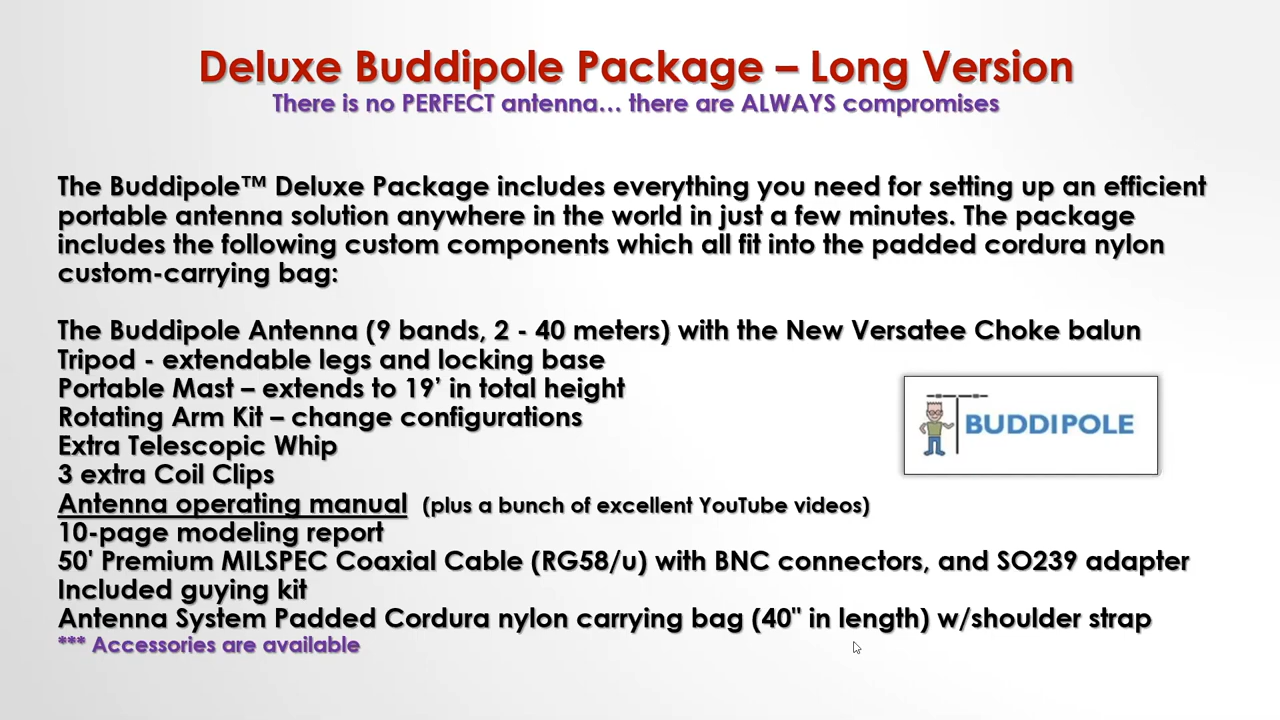 Deluxe Buddipole Package – Long Version
There is no PERFECT antenna… there are ALWAYS compromises
The Buddipole™ Deluxe Package includes everything you need for setting up an efficient
portable antenna solution anywhere in the world in just a few minutes. The package
includes the following custom components which all fit into the padded cordura nylon
custom-carrying bag:
The Buddipole Antenna (9 bands, 2 - 40 meters) with the New Versatee Choke balun
Tripod - extendable legs and locking base
Portable Mast – extends to 19’ in total height
Rotating Arm Kit – change configurations
Extra Telescopic Whip
3 extra Coil Clips
Antenna operating manual (plus a bunch of excellent YouTube videos)
10-page modeling report
50' Premium MILSPEC Coaxial Cable (RG58/u) with BNC connectors, and SO239 adapter
Included guying kit
Antenna System Padded Cordura nylon carrying bag (40" in length) w/shoulder strap
*** Accessories are available
BUDDIPOLE